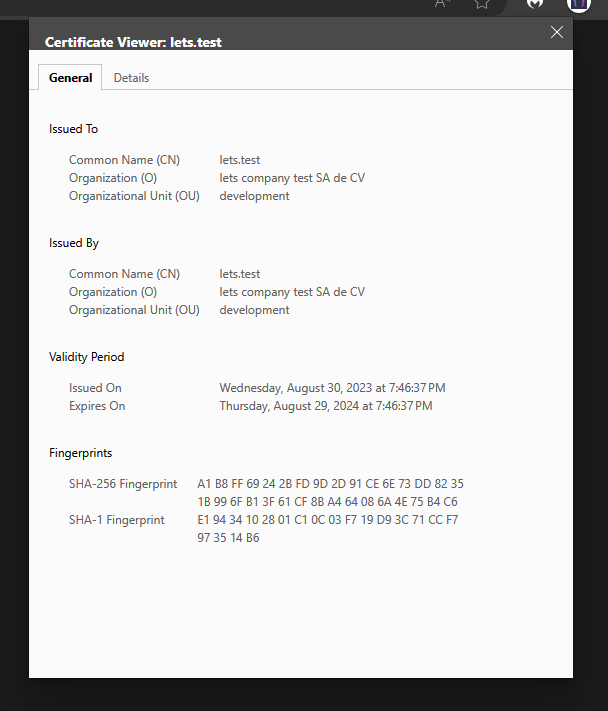 Certificate Viewer: lets.test
General Details
Issued To
Common Name (CN) lets.test
Organization (O) lets company test SA de CV
Organizational Unit (OU) development
Issued By
Common Name (CN) lets.test
Organization (O) lets company test SA de CV
Organizational Unit (OU) development
Validity Period
Issued On Wednesday, August 30, 2023 at 7:46:37 PM
Expires On Thursday, August 29, 2024 at 7:46:37 PM
Fingerprints
SHA-256 Fingerprint A1 B8 FF 69 24 2B FD 9D 2D 91 CE 6E 73 DD 82 35
1B 99 6F B1 3F 61 CF 8B A4 64 08 6A 4E 75 B4 C6
SHA-1 Fingerprint E1 94 34 10 28 01 C1 0C 03 F7 19 D9 3C 71 CC F7
97 35 14 B6